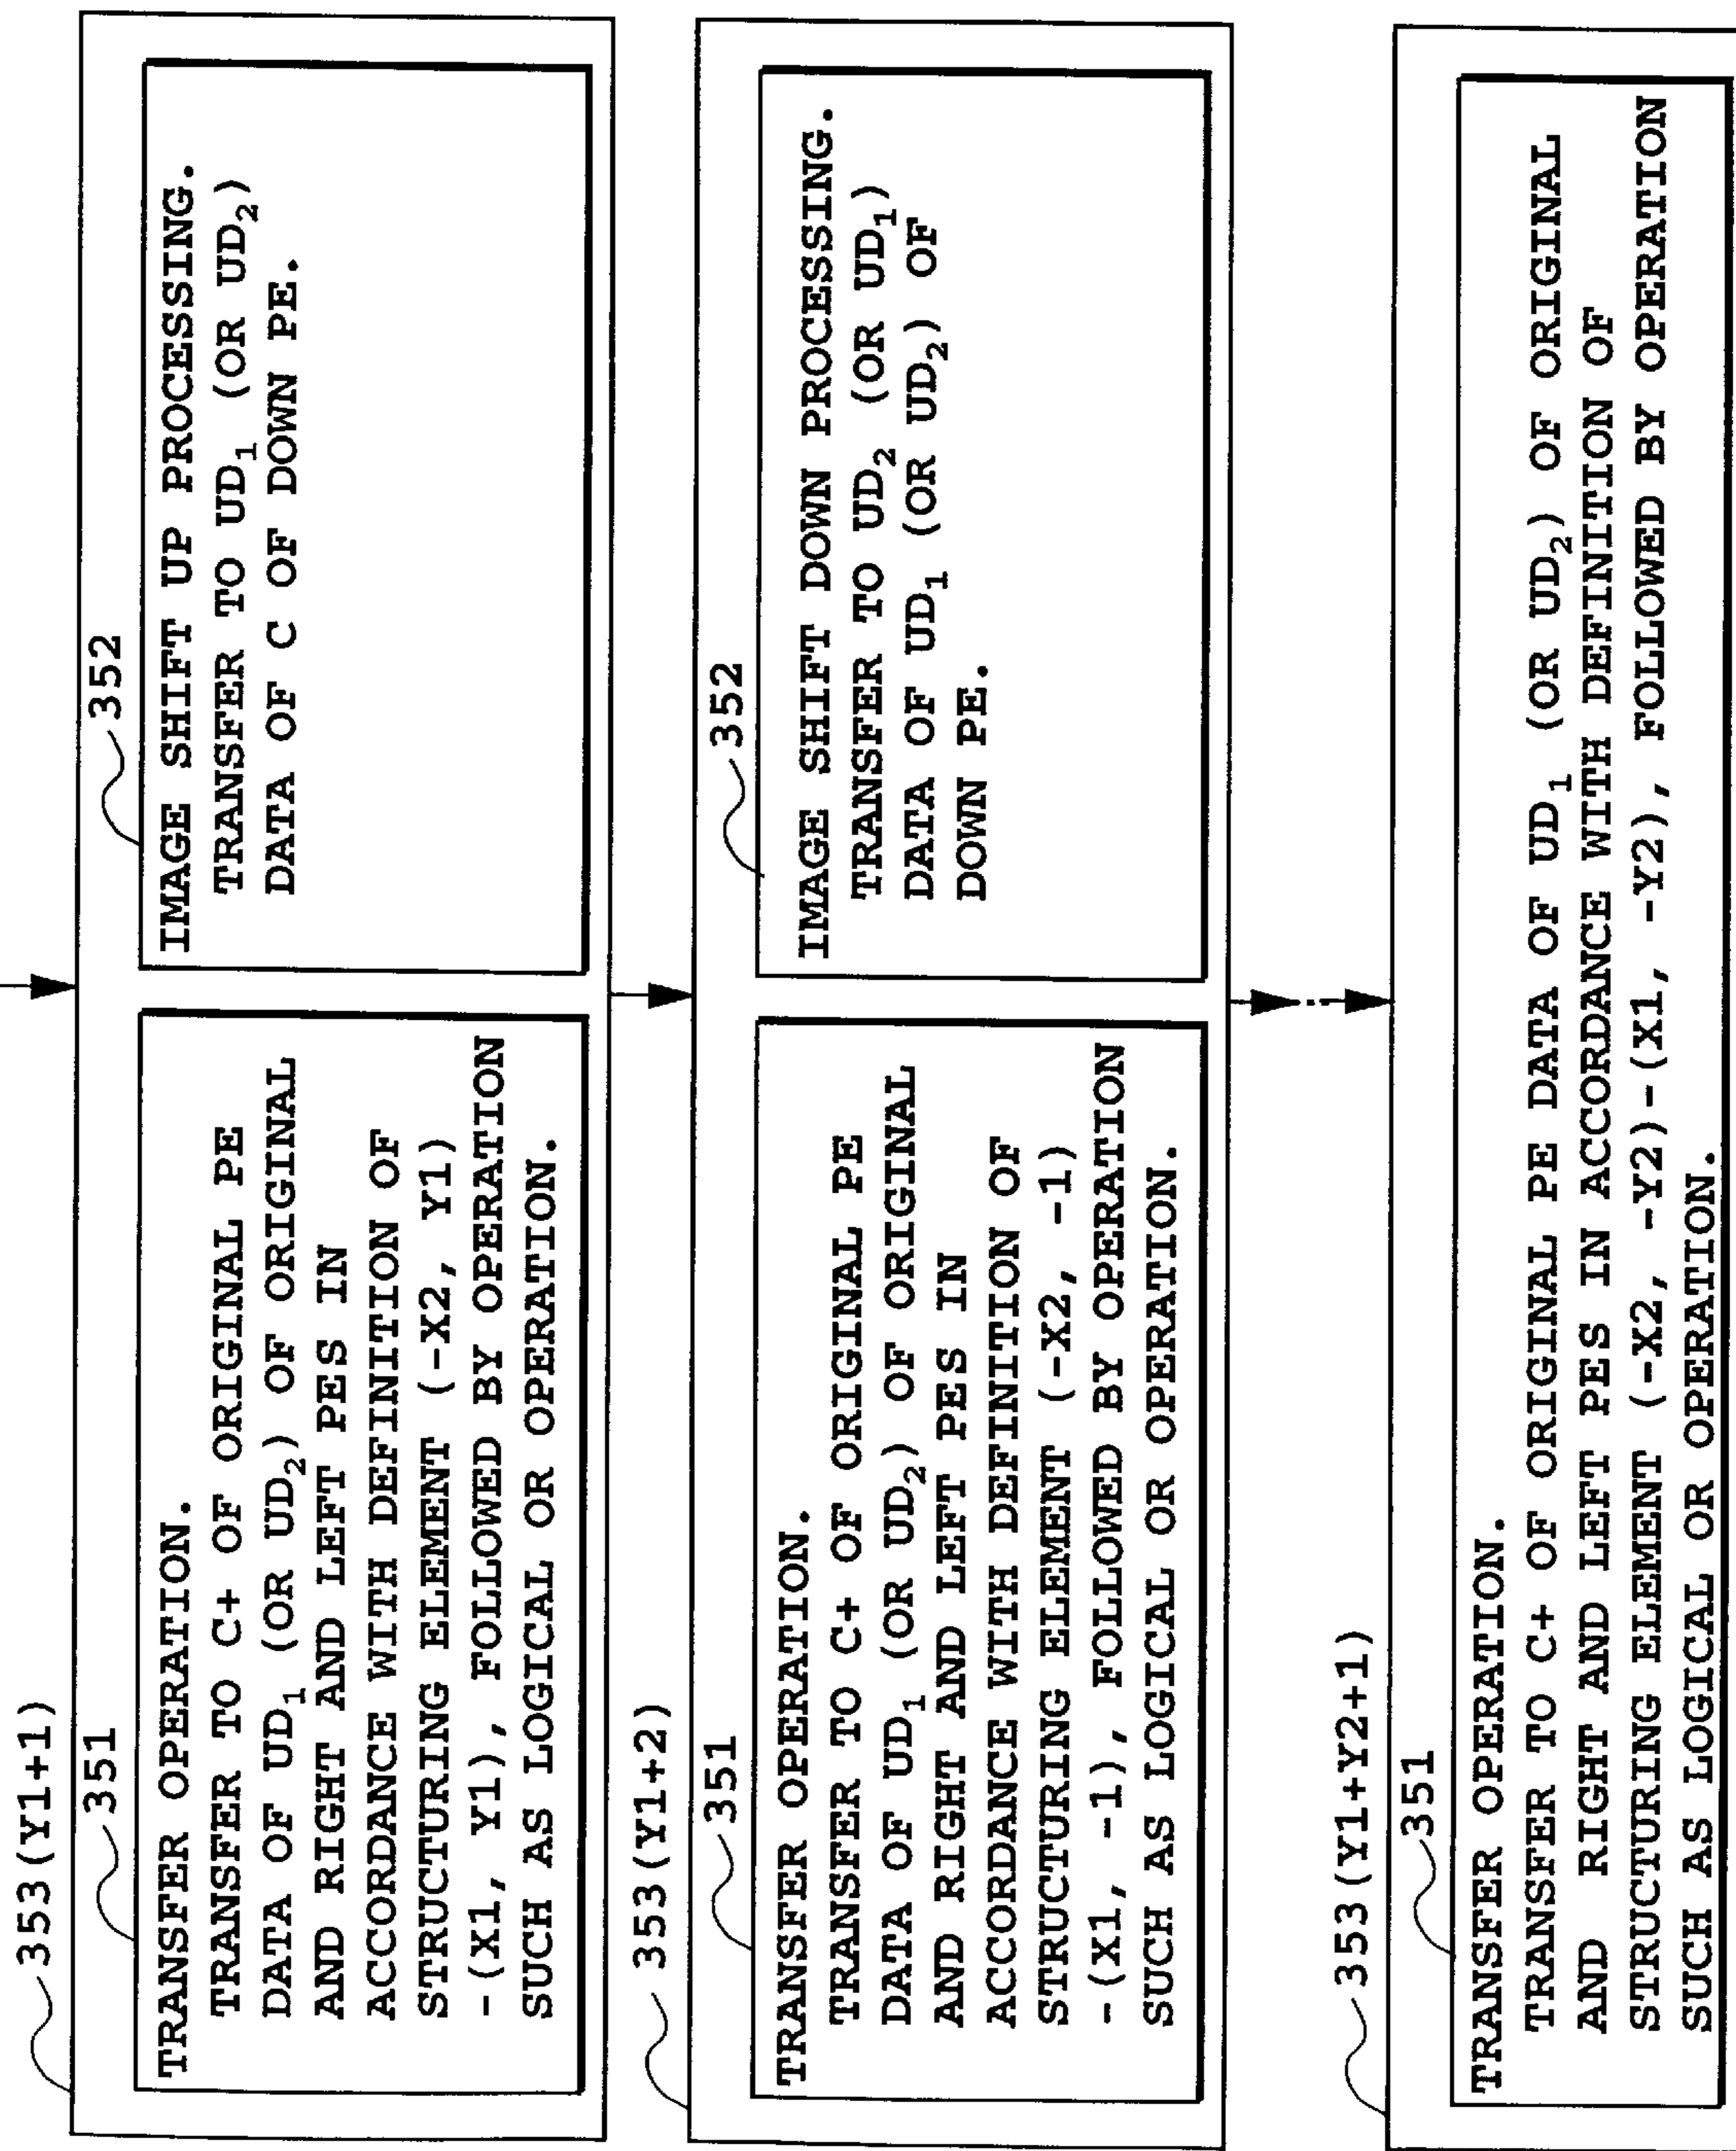 353(Y1+1)
351
TRANSFER OPERATION.
TRANSFER TO C+ OF ORIGINAL PE
DATA OF UD₁ (OR UD₂) OF ORIGINAL
AND RIGHT AND LEFT PES IN
ACCORDANCE WITH DEFINITION OF
STRUCTURING ELEMENT (-X2, Y1)
-(X1, Y1), FOLLOWED BY OPERATION
SUCH AS LOGICAL OR OPERATION.
352
IMAGE SHIFT UP PROCESSING.
TRANSFER TO UD₁ (OR UD₂)
DATA OF C OF DOWN PE.
353(Y1+2)
351
TRANSFER OPERATION.
TRANSFER TO C+ OF ORIGINAL PE
DATA OF UD₁ (OR UD₂) OF ORIGINAL
AND RIGHT AND LEFT PES IN
ACCORDANCE WITH DEFINITION OF
STRUCTURING ELEMENT (-X2, -1)
-(X1, -1), FOLLOWED BY OPERATION
SUCH AS LOGICAL OR OPERATION.
352
IMAGE SHIFT DOWN PROCESSING.
TRANSFER TO UD₂ (OR UD₁)
DATA OF UD₁ (OR UD₂) OF
DOWN PE.
353(Y1+Y2+1)
351
TRANSFER OPERATION.
TRANSFER TO C+ OF ORIGINAL PE DATA OF UD₁ (OR UD₂) OF ORIGINAL
AND RIGHT AND LEFT PES IN ACCORDANCE WITH DEFINITION OF
STRUCTURING ELEMENT (-X2, -Y2)-(X1, -Y2), FOLLOWED BY OPERATION
SUCH AS LOGICAL OR OPERATION.